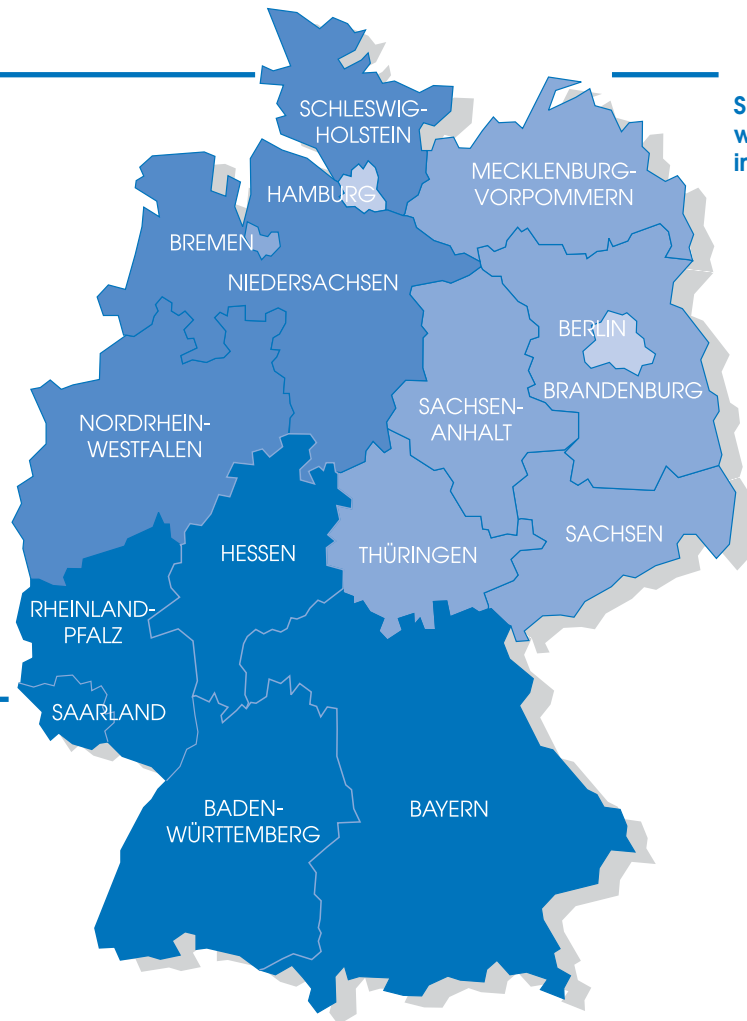 SCHLESWIG-
HOLSTEIN
MECKLENBURG-
VORPOMMERN
HAMBURG
BREMEN
NIEDERSACHSEN
BERLIN
BRANDENBURG
SACHSEN-
ANHALT
NORDRHEIN-
WESTFALEN
SACHSEN
HESSEN
THÜRINGEN
RHEINLAND-
PFALZ
SAARLAND
BADEN-
WÜRTTEMBERG
BAYERN